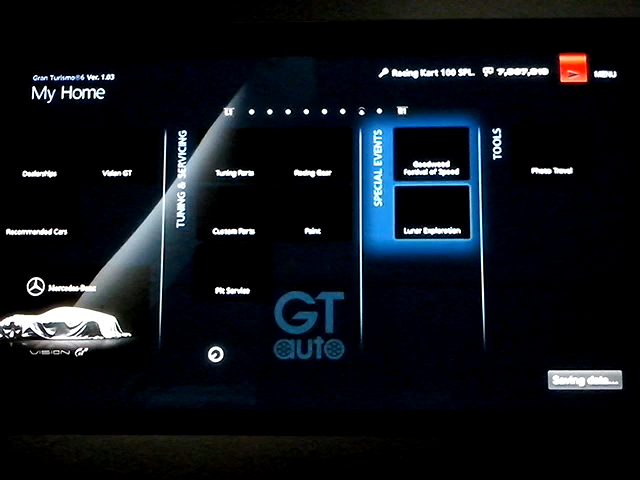 Gran Turismo®6 Ver. 1.03
My Home
Racing Kart 100 SPL.
MENU
L1
R1
Dealerships
Vision GT
Recommended Cars
Mercedes-Benz
VISION GT
TUNING & SERVICING
Tuning Parts
Racing Gear
Custom Parts
Paint
Pit Service
GT
auto
SPECIAL EVENTS
Goodwood
Festival of Speed
Lunar Exploration
TOOLS
Photo Travel
Saving data...